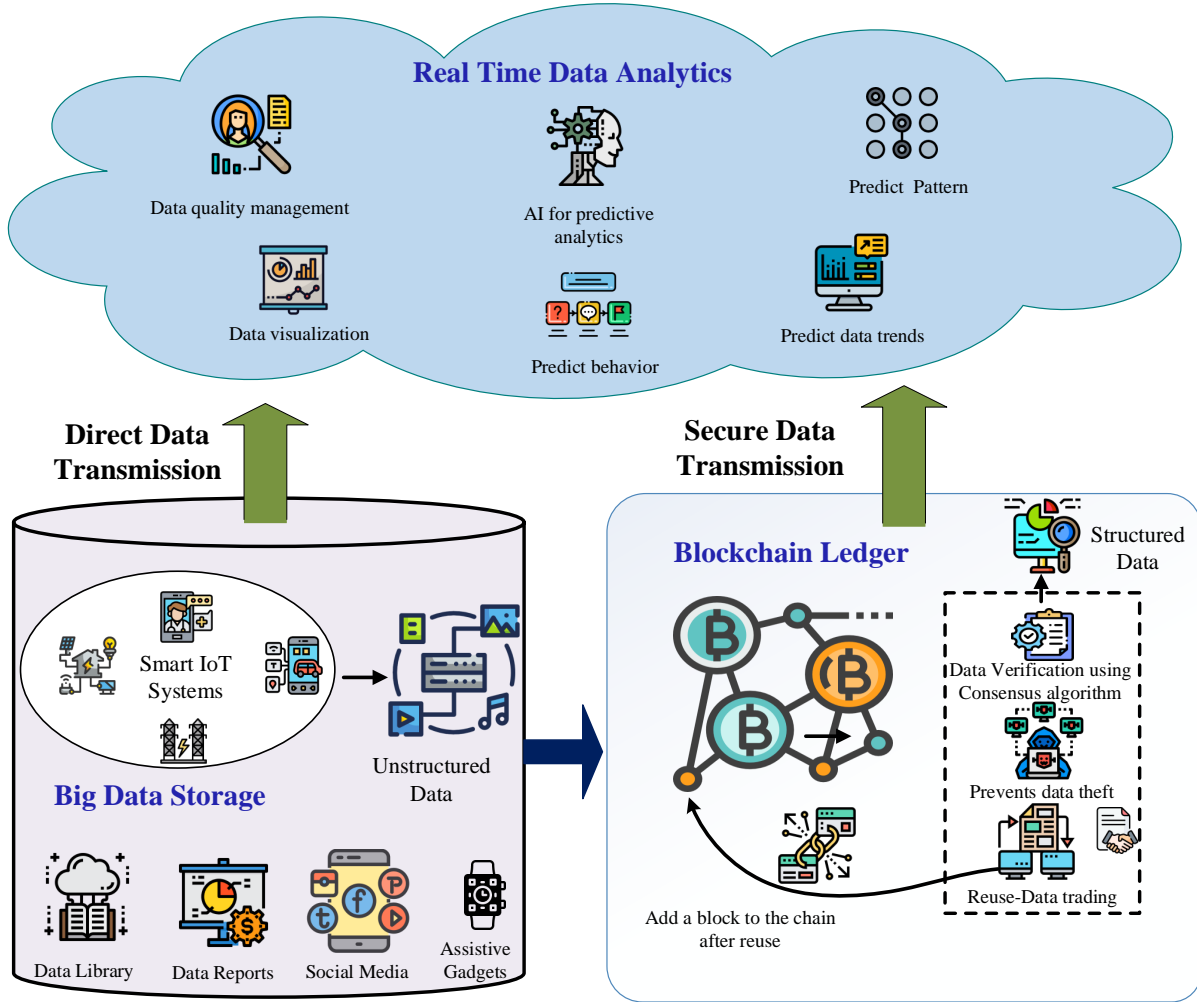 Real Time Data Analytics
Data quality management
AI for predictive
analytics
Predict Pattern
Data visualization
Predict behavior
Predict data trends
Direct Data
Transmission
Secure Data
Transmission
Smart IoT
Systems
Unstructured
Data
Big Data Storage
Data Library
Data Reports
Social Media
Assistive
Gadgets
Blockchain Ledger
Structured
Data
Data Verification using
Consensus algorithm
Prevents data theft
Reuse-Data trading
Add a block to the chain
after reuse